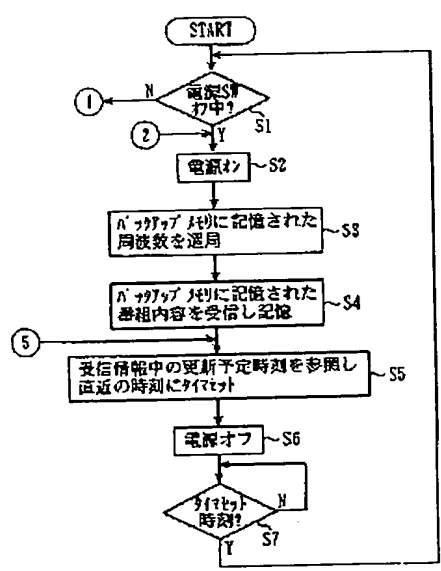 START
電源SW
オフ中?
N
1
S1
2
Y
電源オン
S2
バックアップメモリに記憶された
周波数を選局
S3
バックアップメモリに記憶された
番組内容を受信し記憶
S4
5
受信情報中の更新予定時刻を参照し
直近の時刻にタイマセット
S5
電源オフ
S6
タイマセット
時刻?
N
S7
Y